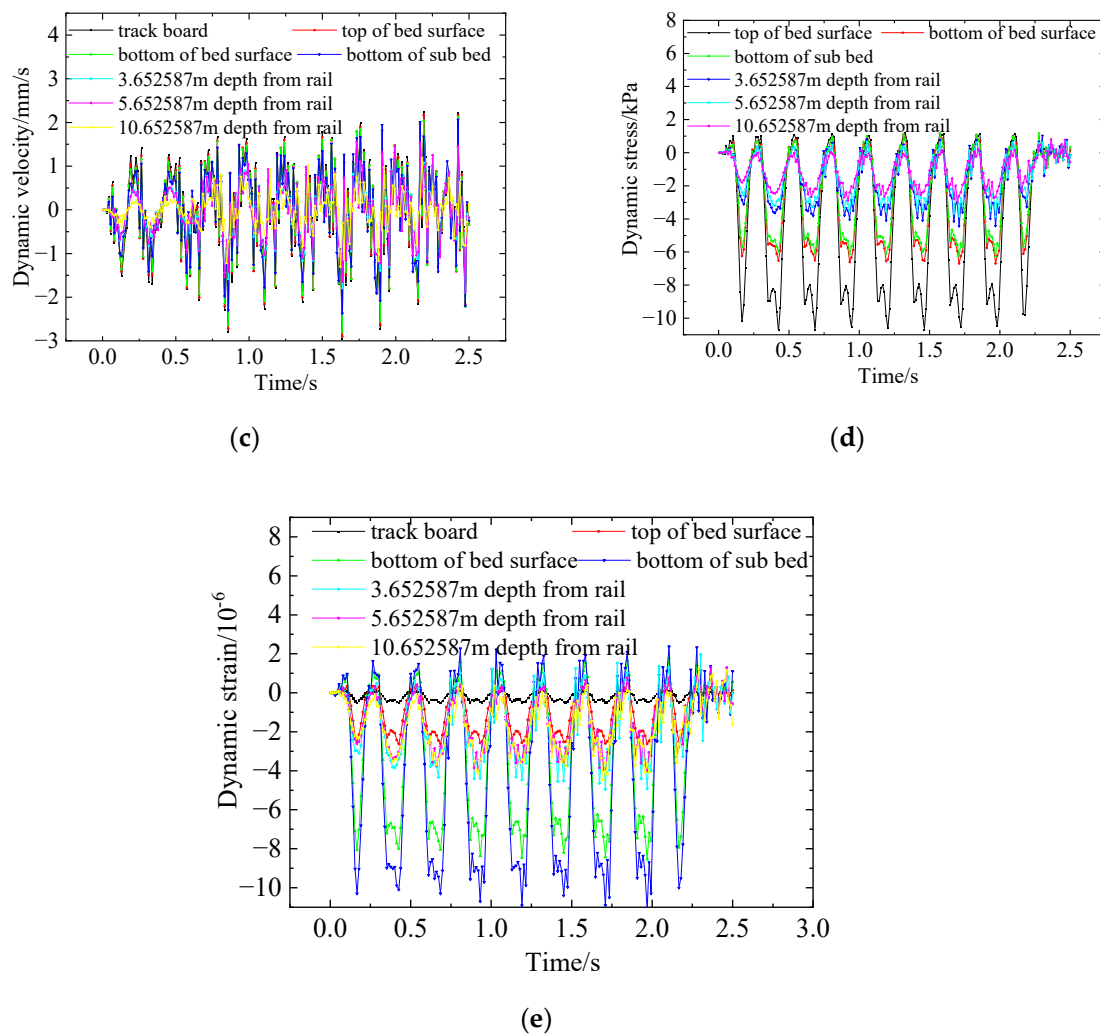 track board top of bed surface
bottom of bed surface bottom of sub bed
3.652587m depth from rail
5.652587m depth from rail
10.652587m depth from rail
Dynamic velocity/mm/s
4
3
2
1
0
−1
−2
−3
0.0 0.5 1.0 1.5 2.0 2.5
Time/s
(c)
top of bed surface bottom of bed surface
bottom of sub bed
3.652587m depth from rail
5.652587m depth from rail
10.652587m depth from rail
Dynamic stress/kPa
8
6
4
2
0
−2
−4
−6
−8
−10
0.0 0.5 1.0 1.5 2.0 2.5
Time/s
(d)
track board top of bed surface
bottom of bed surface bottom of sub bed
3.652587m depth from rail
5.652587m depth from rail
10.652587m depth from rail
Dynamic strain/10-6
8
6
4
2
0
−2
−4
−6
−8
−10
0.0 0.5 1.0 1.5 2.0 2.5 3.0
Time/s
(e)